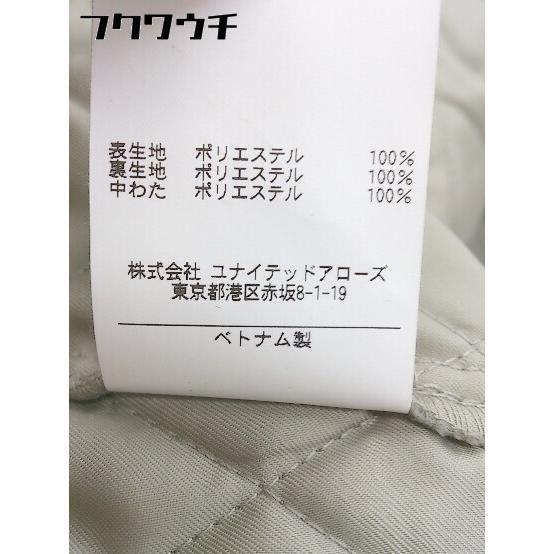 フクウウチ
表生地 ポリエステル 100%
裏生地 ポリエステル 100%
中わた ポリエステル 100%
株式会社 ユナイテッドアローズ
東京都港区赤坂8-1-19
ベトナム製